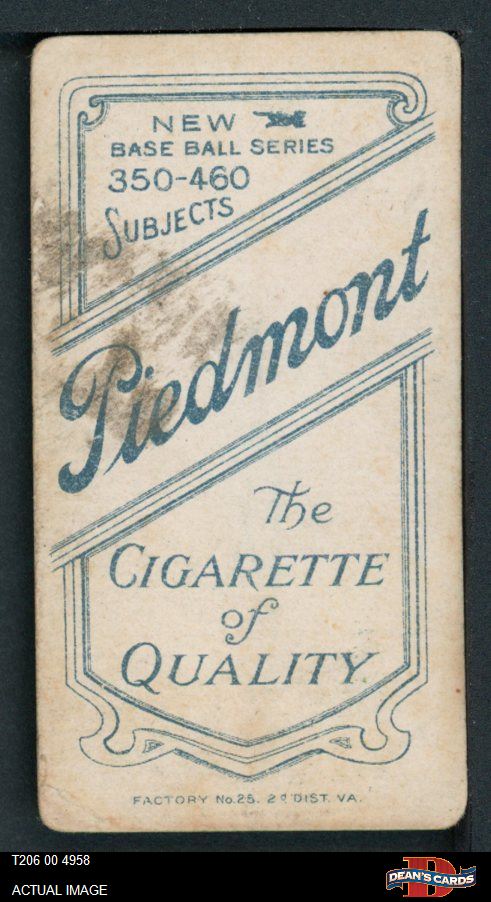 NEW
BASE BALL SERIES
350-460
SUBJECTS
Piedmont
The
CIGARETTE
of
QUALITY
FACTORY No. 25. 2D DIST. VA.
T206 00 4958
ACTUAL IMAGE
D
DEAN'S CARDS